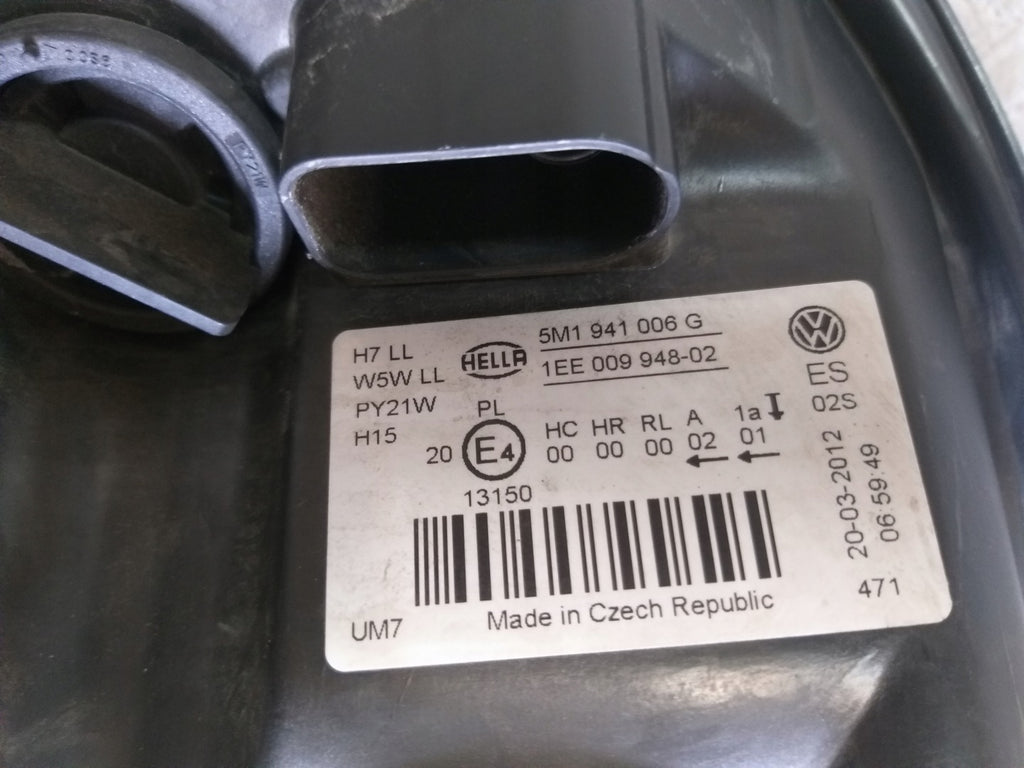 PY21W
H7 LL
W5W LL
PY21W
H15
HELLA
5M1 941 006 G
1EE 009 948-02
VW
ES
02S
PL
20 E4
13150
HC HR RL A 1a
00 00 00 02 01
20-03-2012
06:59:49
UM7
Made in Czech Republic
471